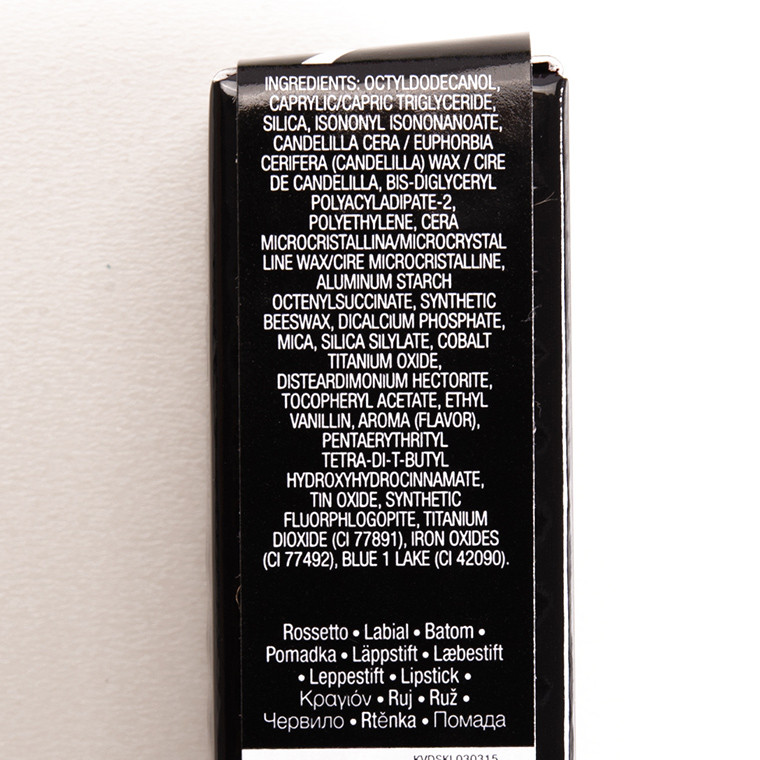 INGREDIENTS: OCTYLDODECANOL,
CAPRYLIC/CAPRIC TRIGLYCERIDE,
SILICA, ISONONYL ISONONANOATE,
CANDELILLA CERA / EUPHORBIA
CERIFERA (CANDELILLA) WAX / CIRE
DE CANDELILLA, BIS-DIGLYCERYL
POLYACYLADIPATE-2,
POLYETHYLENE, CERA
MICROCRISTALLINA/MICROCRYSTAL
LINE WAX/CIRE MICROCRISTALLINE,
ALUMINUM STARCH
OCTENYLSUCCINATE, SYNTHETIC
BEESWAX, DICALCIUM PHOSPHATE,
MICA, SILICA SILYLATE, COBALT
TITANIUM OXIDE,
DISTEARDIMONIUM HECTORITE,
TOCOPHERYL ACETATE, ETHYL
VANILLIN, AROMA (FLAVOR),
PENTAERYTHRITYL
TETRA-DI-T-BUTYL
HYDROXYHYDROCINNAMATE,
TIN OXIDE, SYNTHETIC
FLUORPHLOGOPITE, TITANIUM
DIOXIDE (CI 77891), IRON OXIDES
(CI 77492), BLUE 1 LAKE (CI 42090).
Rossetto • Labial • Batom •
Pomadka • Läppstift • Læbestift
• Leppestift • Lipstick •
Κραγιόν • Ruj • Ruž •
Червило • Rtěnka • Помада
KVDSKL030315